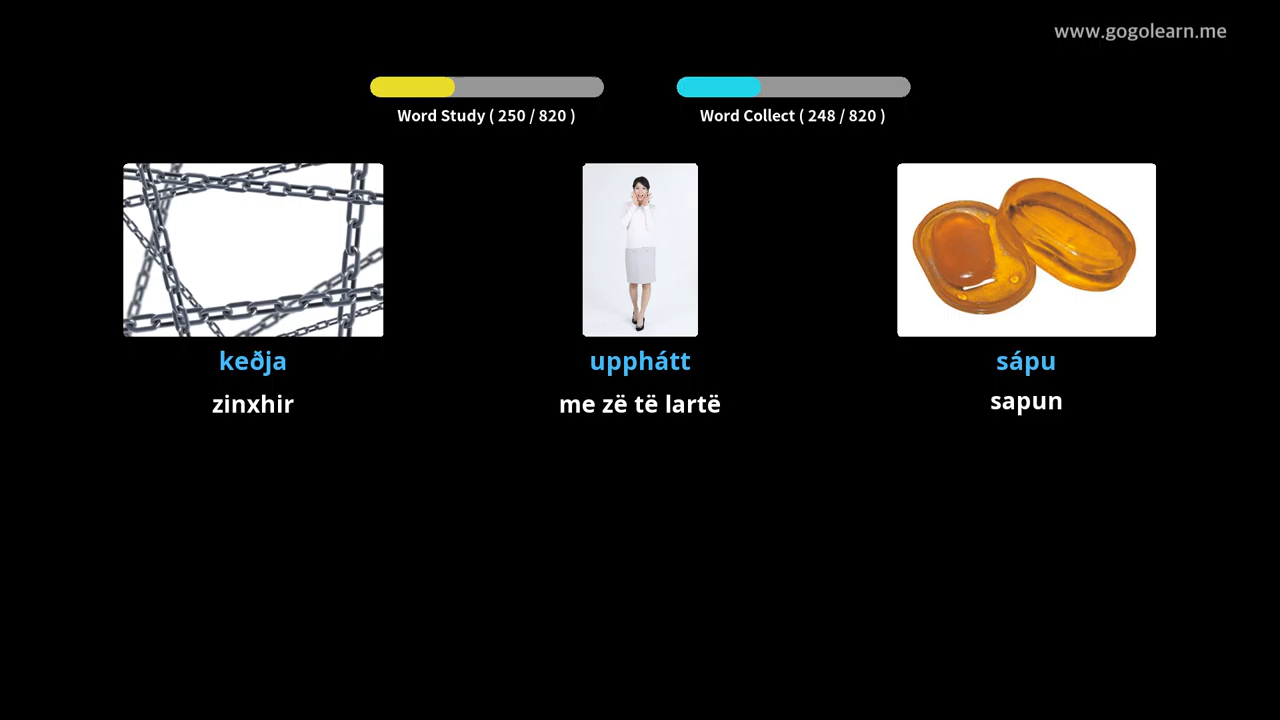 www.gogolearn.me
Word Study ( 250 / 820 )
Word Collect ( 248 / 820 )
keðja
zinxhir
upphátt
me zë të lartë
sápu
sapun